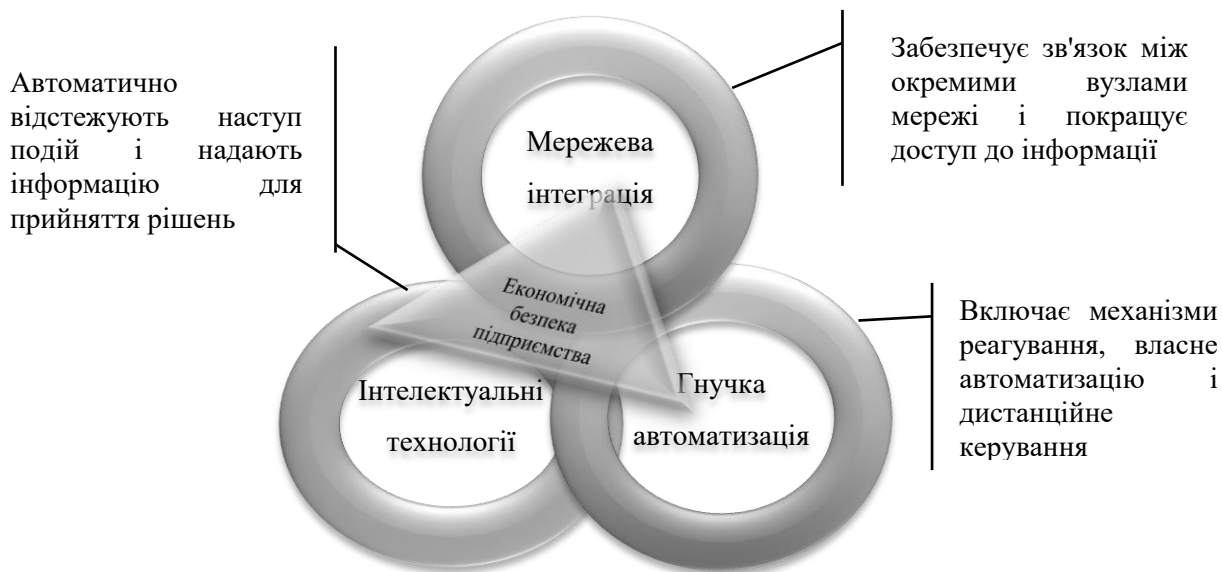 Автоматично
відстежують наступ
подій і надають
інформацію для
прийняття рішень
Забезпечує зв'язок між
окремими вузлами
мережі і покращує
доступ до інформації
Мережева
інтеграція
Економічна
безпека
підприємства
Інтелектуальні
технології
Гнучка
автоматизація
Включає механізми
реагування, власне
автоматизацію і
дистанційне
керування